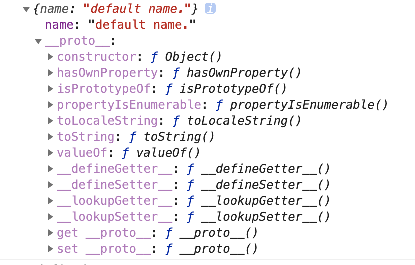 ▼{name: "default name."} i
name: "default name."
▼__proto__:
▶constructor: ƒ Object()
▶hasOwnProperty: ƒ hasOwnProperty()
▶isPrototypeOf: ƒ isPrototypeOf()
▶propertyIsEnumerable: ƒ propertyIsEnumerable()
▶toLocaleString: ƒ toLocaleString()
▶toString: ƒ toString()
▶valueOf: ƒ valueOf()
▶__defineGetter__: ƒ __defineGetter__()
▶__defineSetter__: ƒ __defineSetter__()
▶__lookupGetter__: ƒ __lookupGetter__()
▶__lookupSetter__: ƒ __lookupSetter__()
▶get __proto__: ƒ __proto__()
▶set __proto__: ƒ __proto__()